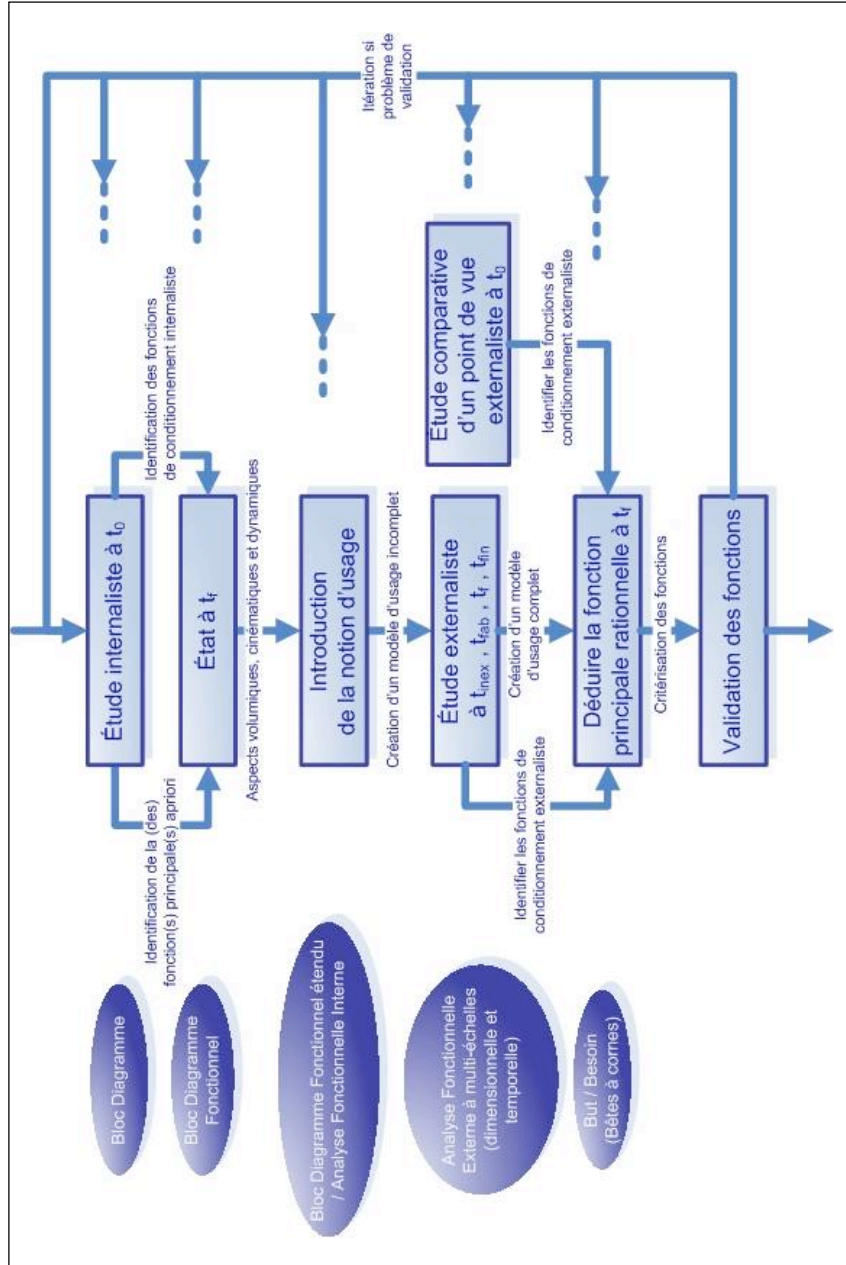 Itération si
problème de
validation
Identification des fonctions
de conditionnement internaliste
Étude comparative
d'un point de vue
externaliste à t0
Identifier les fonctions de
conditionnement externaliste
Étude internaliste à t0
État à tf
Aspects volumiques, cinématiques et dynamiques
Introduction
de la notion d'usage
Création d'un modèle d'usage incomplet
Étude externaliste
à tinex , tfab , tf , tfin
Création d'un modèle
d'usage complet
Déduire la fonction
principale rationnelle à tf
Critérisation des fonctions
Validation des fonctions
Identification de la (des)
fonction(s) principale(s) apriori
Identifier les fonctions de
conditionnement externaliste
Bloc Diagramme
Bloc Diagramme
Fonctionnel
Bloc Diagramme Fonctionnel étendu
/ Analyse Fonctionnelle Interne
Analyse Fonctionnelle
Externe à multi-échelles
(dimensionnelle et
temporelle)
But / Besoin
(Bêtes à cornes)